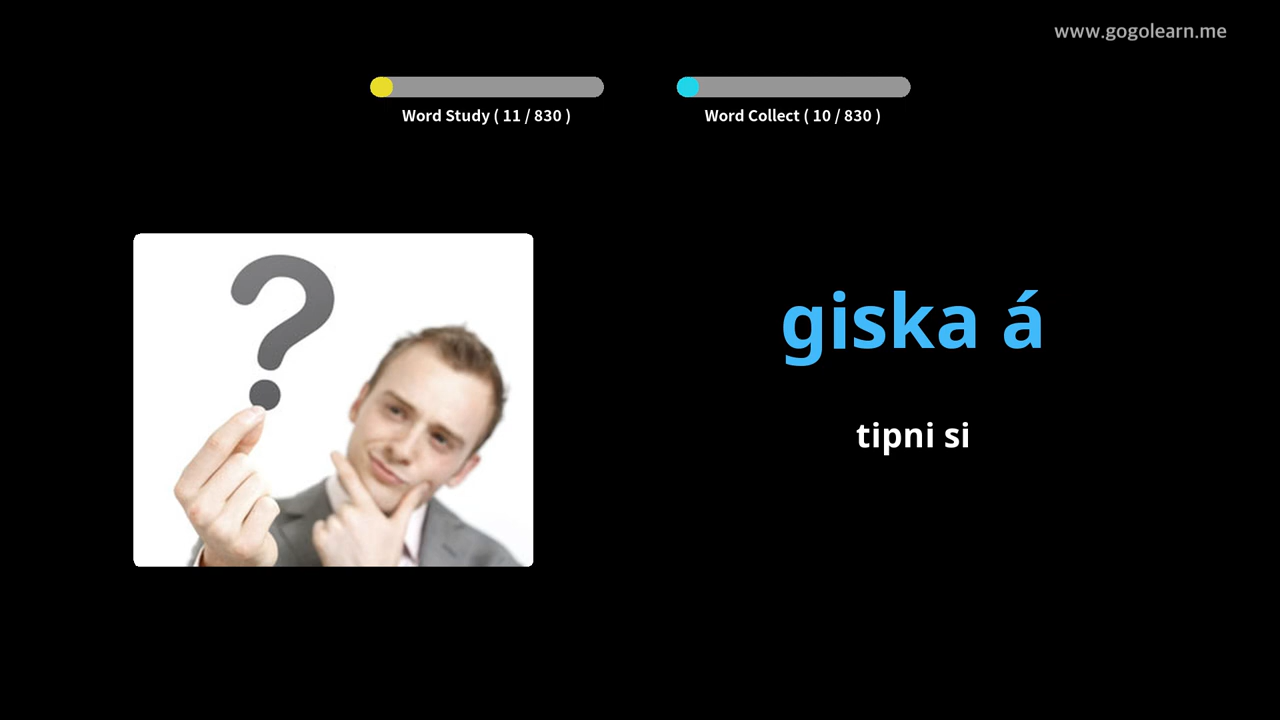 www.gogolearn.me
Word Study ( 11 / 830 )
Word Collect ( 10 / 830 )
giska á
tipni si